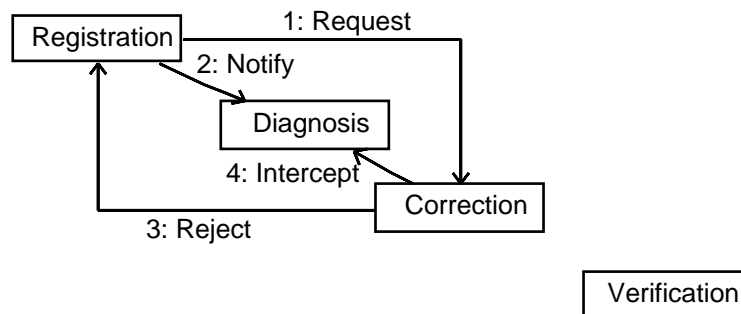 1: Request
Registration
2: Notify
Diagnosis
4: Intercept
Correction
3: Reject
Verification